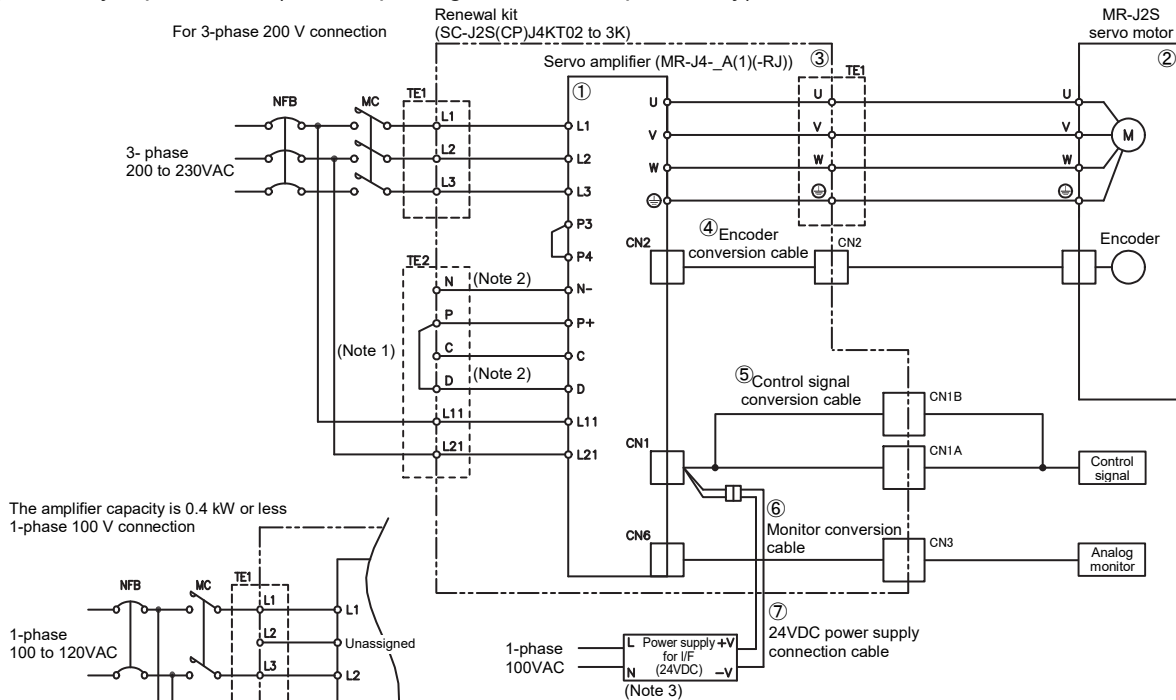 Renewal kit
(SC-J2S(CP)J4KT02 to 3K)
MR-J2S
servo motor
For 3-phase 200 V connection
Servo amplifier (MR-J4-_A(1)(-RJ))
③
②
①
TE1
TE1
NFB
MC
L1
L1
L2
L2
L3
L3
3- phase
200 to 230VAC
U
U
U
V
V
V
W
W
W
M
P3
P4
④
Encoder
conversion cable
CN2
CN2
Encoder
TE2
N
(Note 2)
N-
P
P+
(Note 1)
C
C
D
(Note 2)
D
L11
L11
L21
L21
⑤
Control signal
conversion cable
CN1B
CN1
CN1A
Control
signal
⑥
Monitor conversion
cable
CN6
CN3
Analog
monitor
⑦
24VDC power supply
connection cable
1-phase
100VAC
L
N
Power supply
for I/F
(24VDC)
+V
-V
(Note 3)
The amplifier capacity is 0.4 kW or less
1-phase 100 V connection
NFB
MC
TE1
L1
L1
L2
Unassigned
L3
L2
1-phase
100 to 120VAC